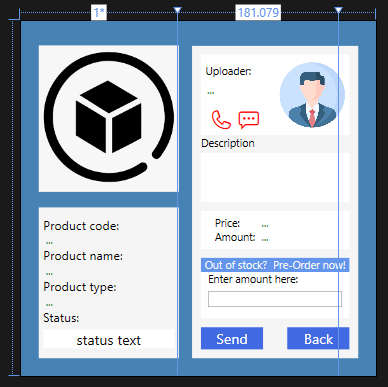 1*
181.079
Uploader:
...
Description
Product code:
...
Product name:
...
Product type:
...
Status:
status text
Price: ...
Amount: ...
Out of stock? Pre-Order now!
Enter amount here:
Send
Back